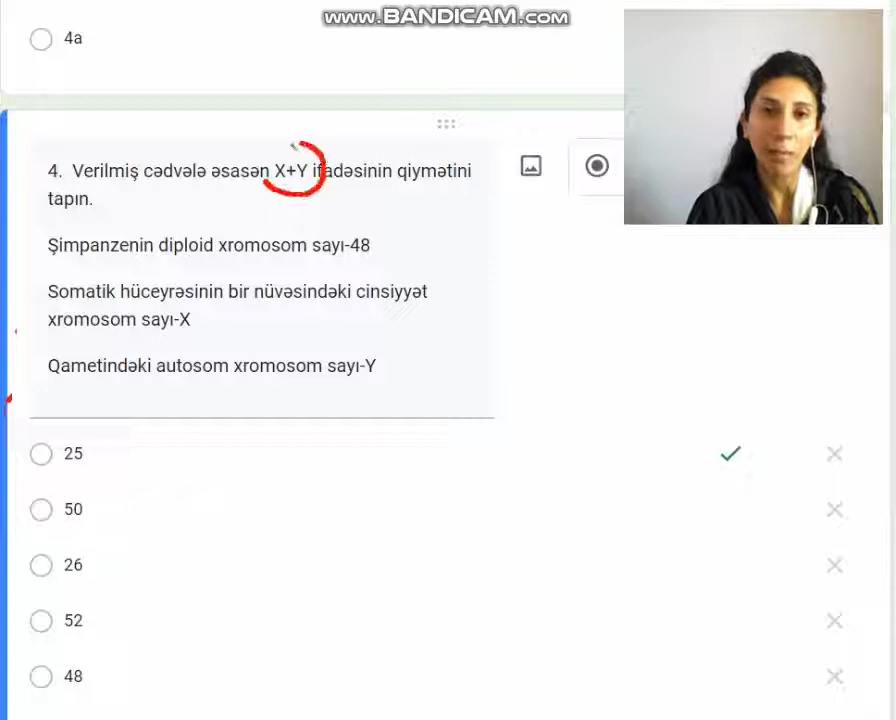 www.BANDICAM.com
4a
4. Verilmiş cədvələ əsasən X+Y ifadəsinin qiymətini
tapın.
Şimpanzenin diploid xromosom sayı-48
Somatik hüceyrəsinin bir nüvəsindəki cinsiyyət
xromosom sayı-X
Qametindəki autosom xromosom sayı-Y
25
50
26
52
48